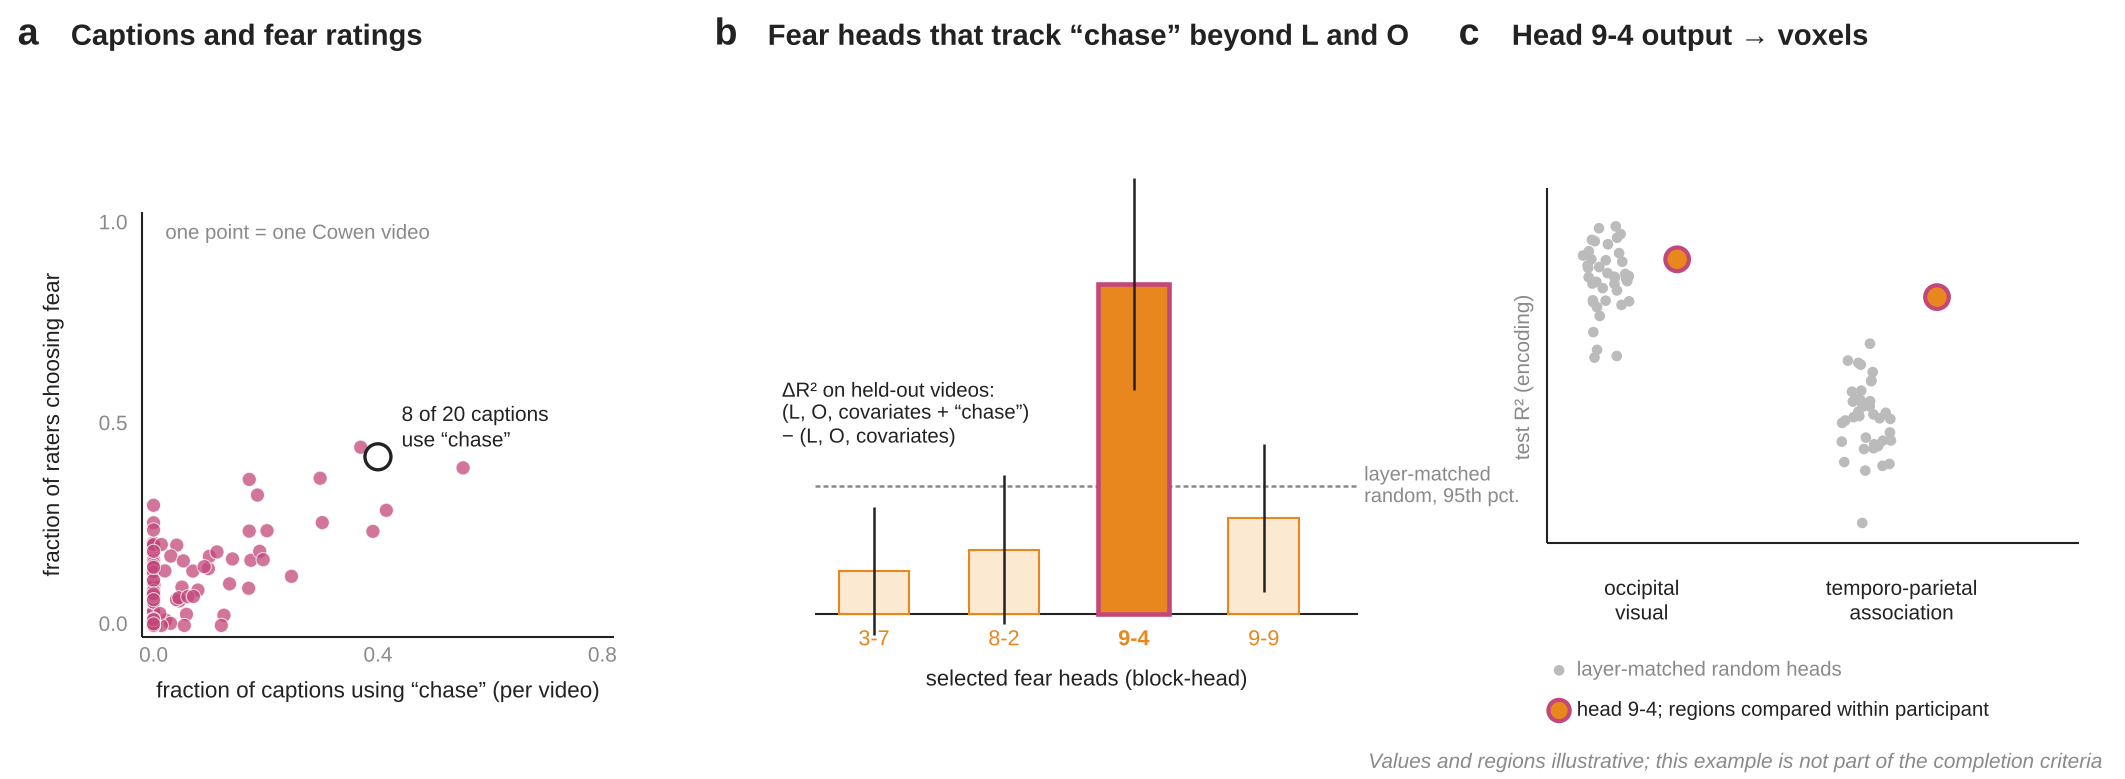 a Captions and fear ratings
1.0
0.5
0.0
fraction of raters choosing fear
one point = one Cowen video
8 of 20 captions
use “chase”
0.0 0.4 0.8
fraction of captions using “chase” (per video)
b Fear heads that track “chase” beyond L and O
ΔR² on held-out videos:
(L, O, covariates + “chase”)
− (L, O, covariates)
layer-matched
random, 95th pct.
3-7 8-2 9-4 9-9
selected fear heads (block-head)
c Head 9-4 output → voxels
test R² (encoding)
occipital
visual
temporo-parietal
association
layer-matched random heads
head 9-4; regions compared within participant
Values and regions illustrative; this example is not part of the completion criteria